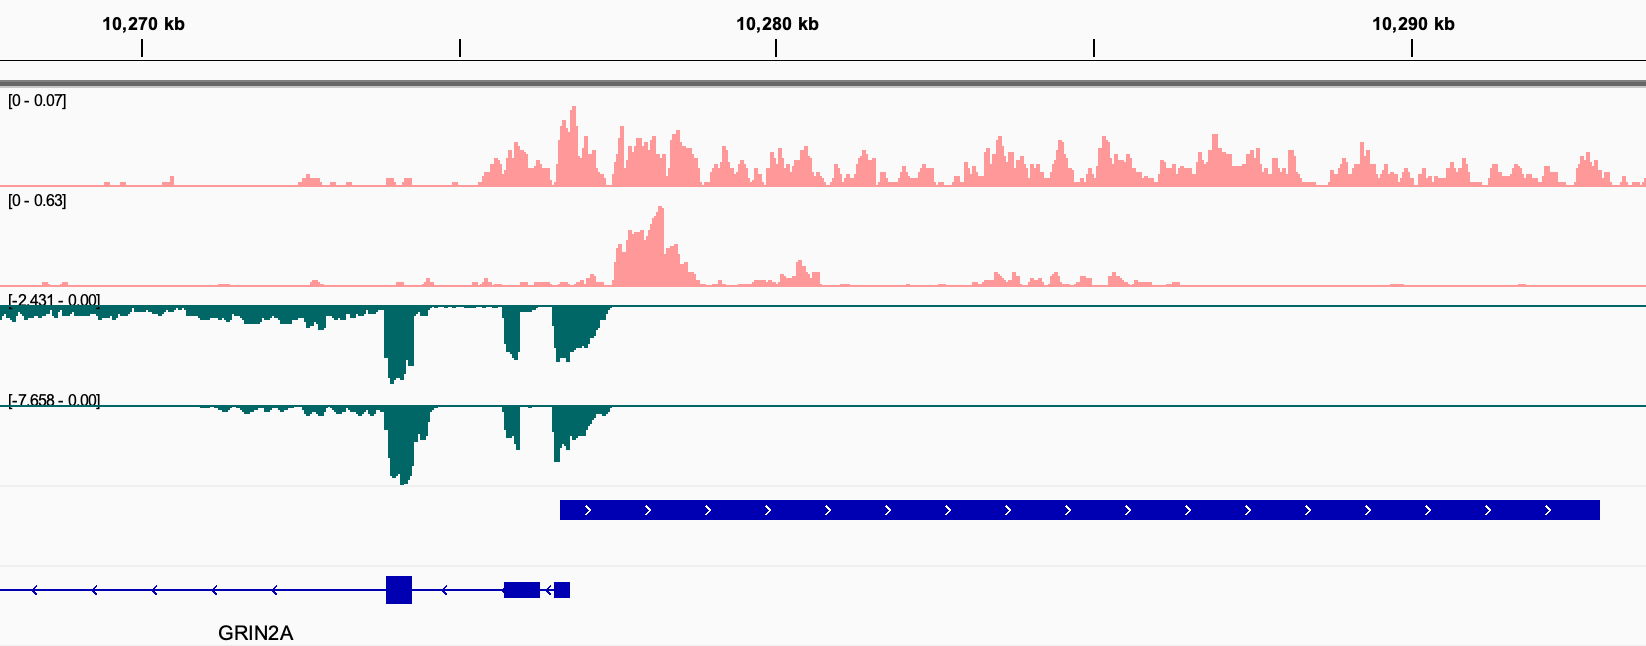 10,270 kb 10,280 kb 10,290 kb
[0 - 0.07]
[0 - 0.63]
[-2.431 - 0.00]
[-7.658 - 0.00]
GRIN2A